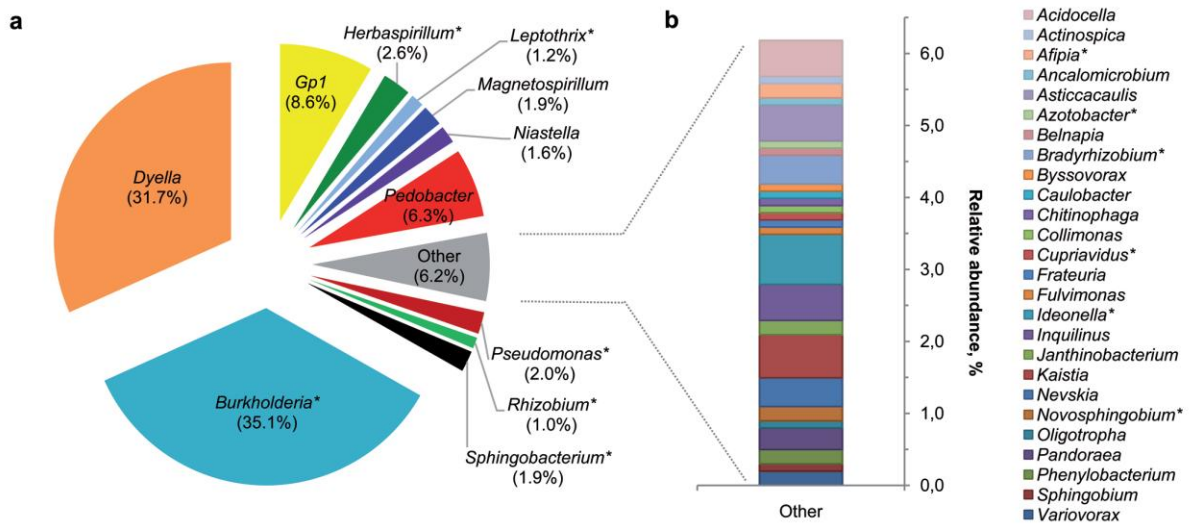 a
Gp1
(8.6%)
Herbaspirillum*
(2.6%)
Leptothrix*
(1.2%)
Magnetospirillum
(1.9%)
Niastella
(1.6%)
Pedobacter
(6.3%)
Other
(6.2%)
Pseudomonas*
(2.0%)
Rhizobium*
(1.0%)
Sphingobacterium*
(1.9%)
Burkholderia*
(35.1%)
Dyella
(31.7%)
b
6,0
5,0
4,0
3,0
2,0
1,0
0,0
Relative abundance, %
Other
Acidocella
Actinospica
Afipia*
Ancalomicrobium
Asticcacaulis
Azotobacter*
Belnapia
Bradyrhizobium*
Byssovorax
Caulobacter
Chitinophaga
Collimonas
Cupriavidus*
Frateuria
Fulvimonas
Ideonella*
Inquilinus
Janthinobacterium
Kaistia
Nevskia
Novosphingobium*
Oligotropha
Pandoraea
Phenylobacterium
Sphingobium
Variovorax